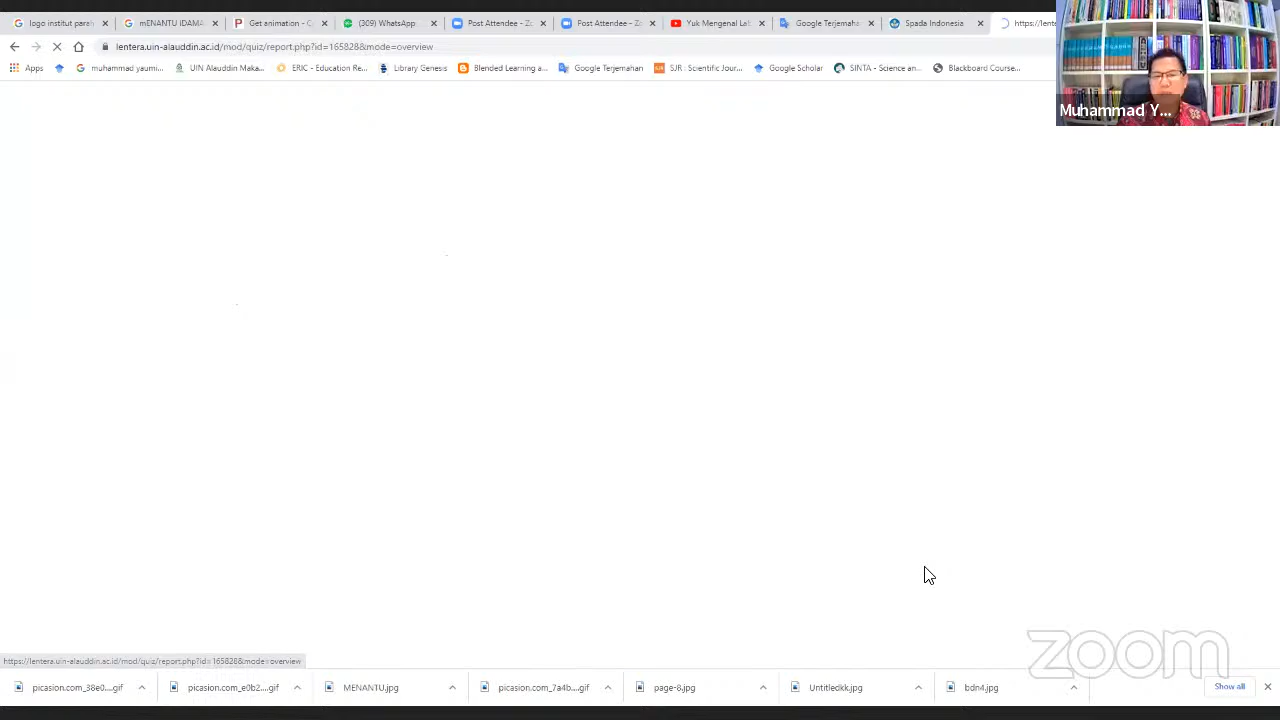 logo institut para
mENANTU IDAMA
Get animation - C
(309) WhatsApp
Post Attendee - Zo
Post Attendee - Zo
Yuk Mengenal Lab
Google Terjemaha
Spada Indonesia
https://lente
lentera.uin-alauddin.ac.id/mod/quiz/report.php?id=165828&mode=overview
Apps
muhammad yaumi...
UIN Alauddin Maka...
ERIC - Education Re...
Library Genesis
Blended Learning a...
Google Terjemahan
SJR : Scientific Jour...
Google Scholar
SINTA - Science an...
Blackboard Course...
Muhammad Y...
zoom
https://lentera.uin-alauddin.ac.id/mod/quiz/report.php?id=165828&mode=overview
picasion.com_38e0....gif
picasion.com_e0b2....gif
MENANTU.jpg
picasion.com_7a4b....gif
page-8.jpg
Untitledkk.jpg
bdn4.jpg
Show all